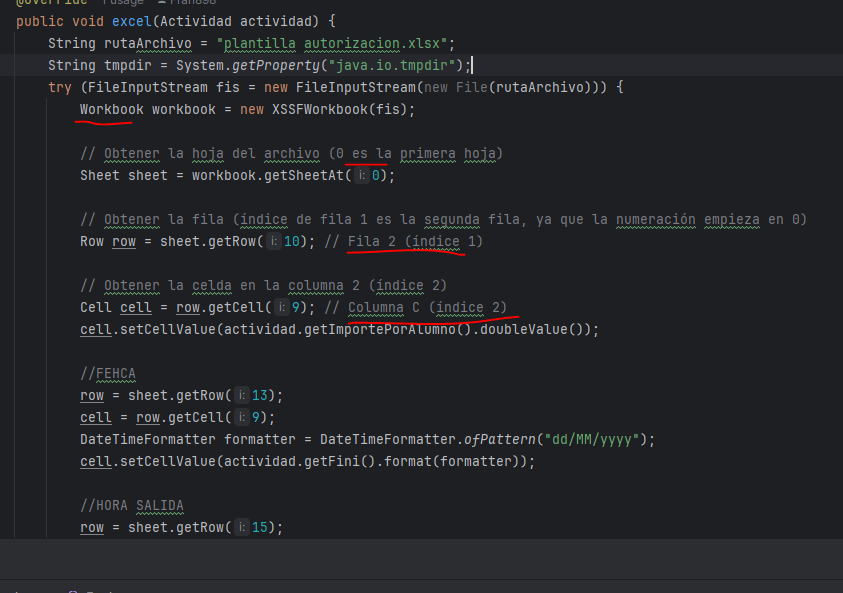 @Override 1 usage
public void excel(Actividad actividad) {
String rutaArchivo = "plantilla autorizacion.xlsx";
String tmpdir = System.getProperty("java.io.tmpdir");
try (FileInputStream fis = new FileInputStream(new File(rutaArchivo))) {
Workbook workbook = new XSSFWorkbook(fis);
// Obtener la hoja del archivo (0 es la primera hoja)
Sheet sheet = workbook.getSheetAt( i: 0);
// Obtener la fila (índice de fila 1 es la segunda fila, ya que la numeración empieza en 0)
Row row = sheet.getRow( i: 10); // Fila 2 (índice 1)
// Obtener la celda en la columna 2 (índice 2)
Cell cell = row.getCell( i: 9); // Columna C (índice 2)
cell.setCellValue(actividad.getImportePorAlumno().doubleValue());
//FEHCA
row = sheet.getRow( i: 13);
cell = row.getCell( i: 9);
DateTimeFormatter formatter = DateTimeFormatter.ofPattern("dd/MM/yyyy");
cell.setCellValue(actividad.getFini().format(formatter));
//HORA SALIDA
row = sheet.getRow( i: 15);